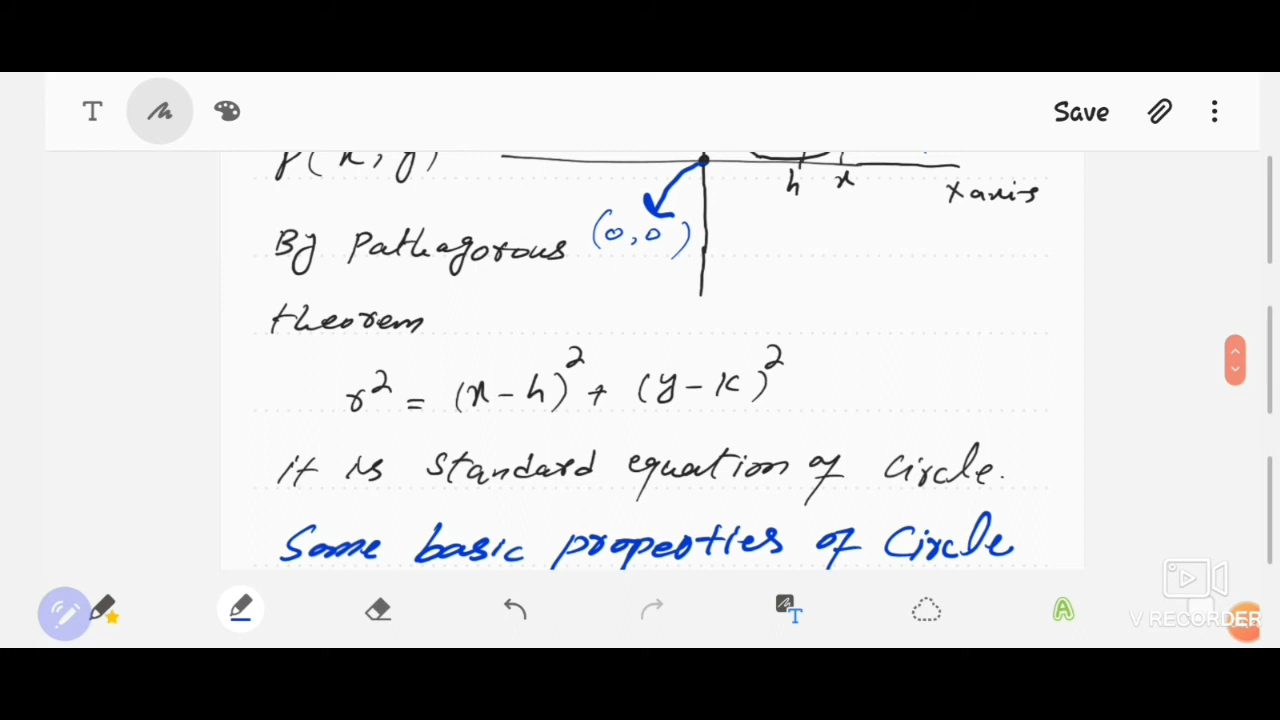 T
Save
P(x, y)
h x
X axis
(0,0)
By Pathagorous
theorem
r² = (x - h)² + (y - k)²
it is standard equation of circle.
Some basic properties of Circle
T
A
V RECORDER